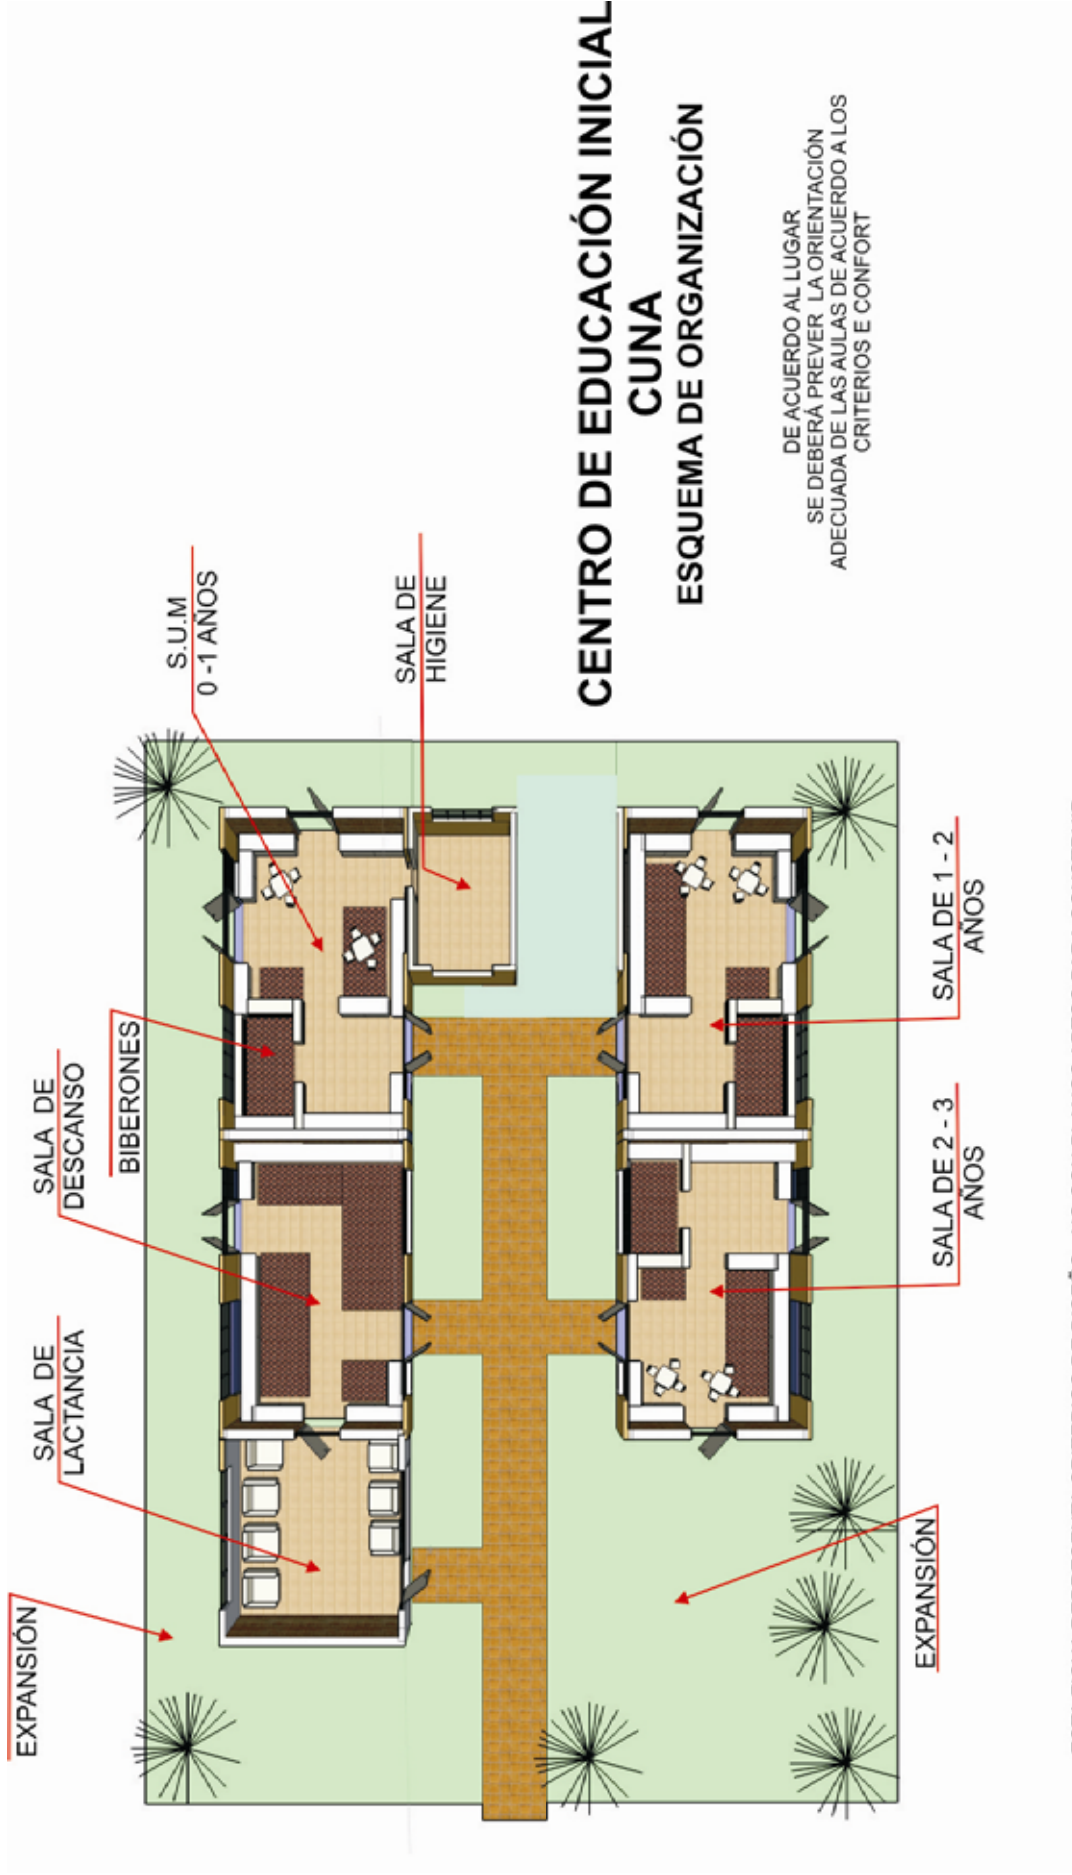 CENTRO DE EDUCACIÓN INICIAL
CUNA
ESQUEMA DE ORGANIZACIÓN
DE ACUERDO AL LUGAR
SE DEBERÁ PREVER LA ORIENTACIÓN
ADECUADA DE LAS AULAS DE ACUERDO A LOS
CRITERIOS E CONFORT
EXPANSIÓN
SALA DE
LACTANCIA
SALA DE
DESCANSO
BIBERONES
S.U.M
0 -1 AÑOS
SALA DE
HIGIENE
EXPANSIÓN
SALA DE 2 - 3
AÑOS
SALA DE 1 - 2
AÑOS